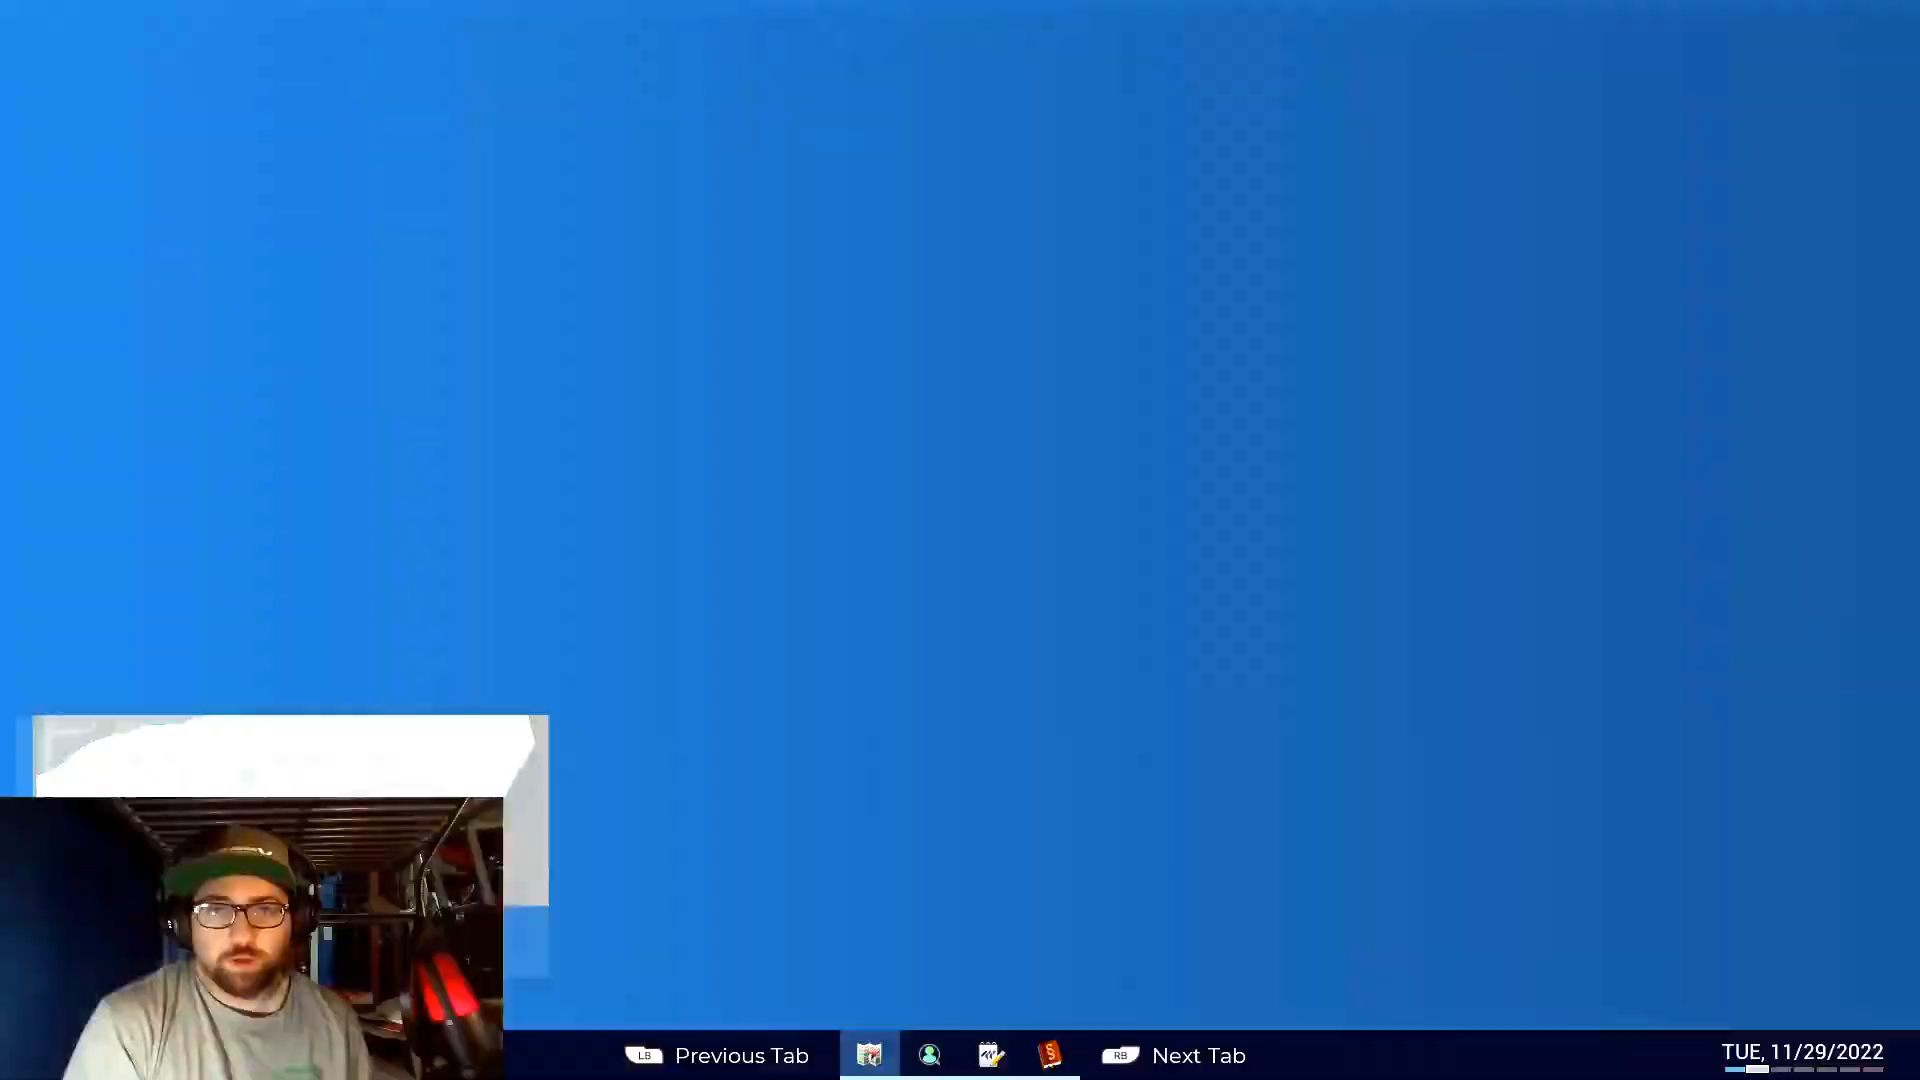 LB Previous Tab
§
RB Next Tab
TUE, 11/29/2022